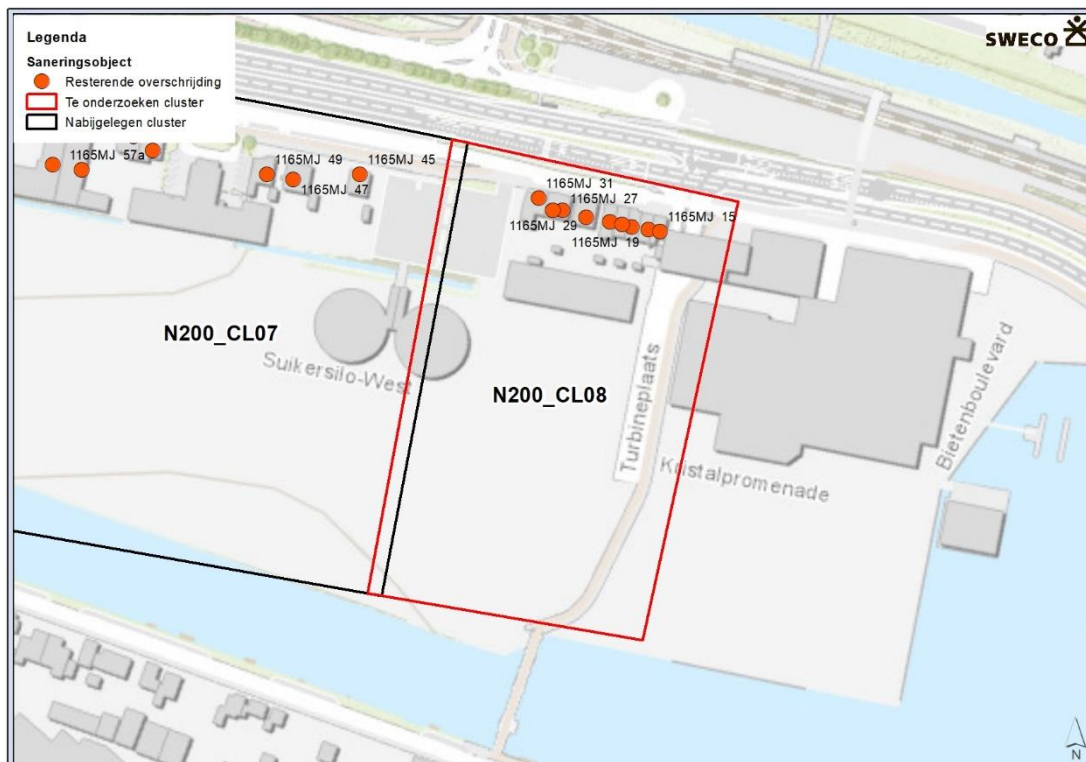 Legenda
Saneringsobject
Resterende overschrijding
Te onderzoeken cluster
Nabijgelegen cluster
SWECO
1165MJ 57a
1165MJ 49
1165MJ 45
1165MJ 47
1165MJ 31
1165MJ 27
1165MJ 29
1165MJ 19
1165MJ 15
N200_CL07
Suikersilo-West
N200_CL08
Turbineplaats
Kristalpromenade
Bietenboulevard
N